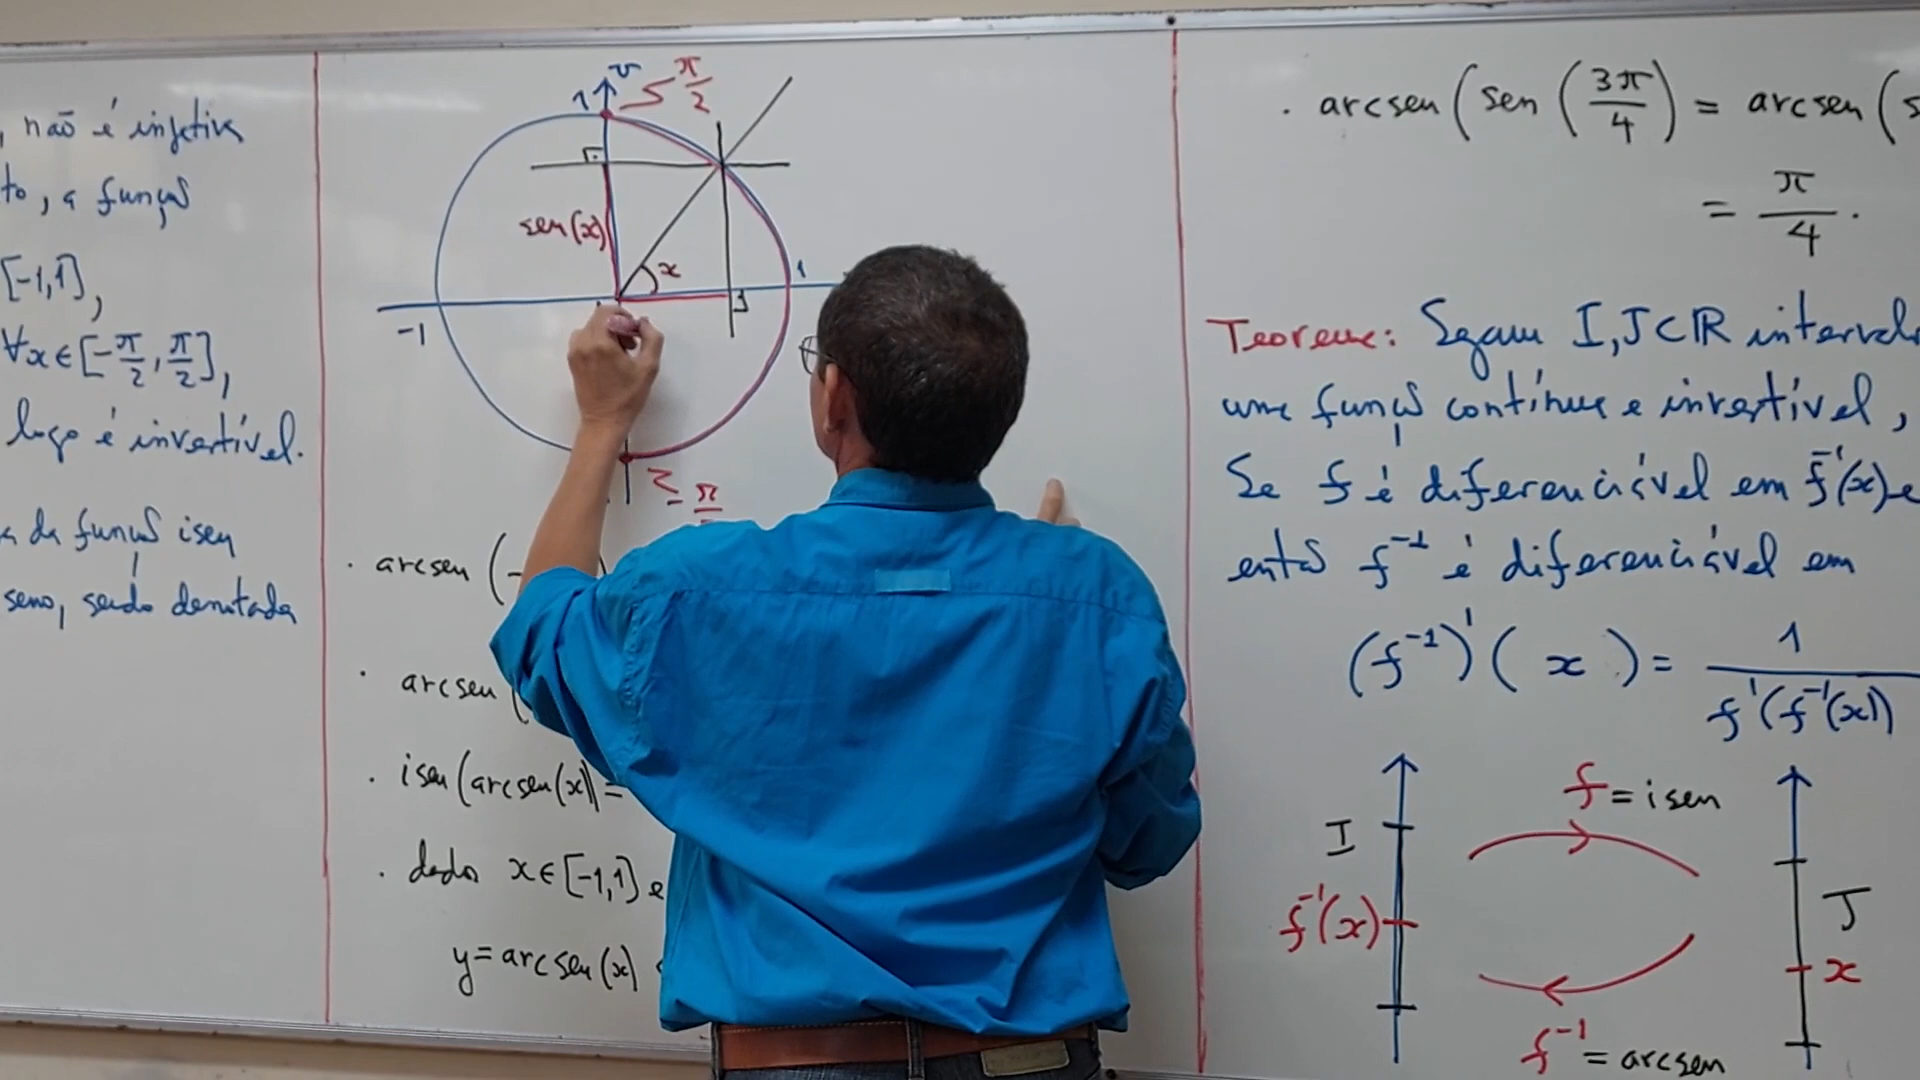 , não é injetiva
to, a função
[-1,1],
∀x∈[-π/2, π/2],
logo é invertível.
a da função isen
seno, sendo denotada
1 v π/2
sen(x)
x
-1 1
-π
. arcsen (-
. arcsen (
. isen(arcsen(x))=
. dados x∈[-1,1] e
y=arcsen(x)
. arcsen(sen(3π/4) = arcsen(s
= π/4.
Teorema: Sejam I,J⊂ℝ intervalo
uma função contínua e invertível,
Se f é diferenciável em f⁻¹(x) e
então f⁻¹ é diferenciável em
(f⁻¹)'( x ) = 1/f'(f⁻¹(x))
f = isen
I
J
f⁻¹(x)
x
f⁻¹ = arcsen